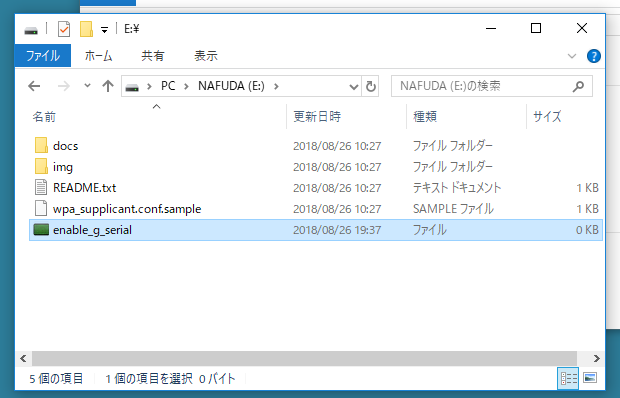 E:¥
ファイル ホーム 共有 表示
PC NAFUDA (E:) NAFUDA (E:)の検索
名前 更新日時 種類 サイズ
docs 2018/08/26 10:27 ファイル フォルダー
img 2018/08/26 10:27 ファイル フォルダー
README.txt 2018/08/26 10:27 テキスト ドキュメント 1 KB
wpa_supplicant.conf.sample 2018/08/26 10:27 SAMPLE ファイル 1 KB
enable_g_serial 2018/08/26 19:37 ファイル 0 KB
5 個の項目 1 個の項目を選択 0 バイト